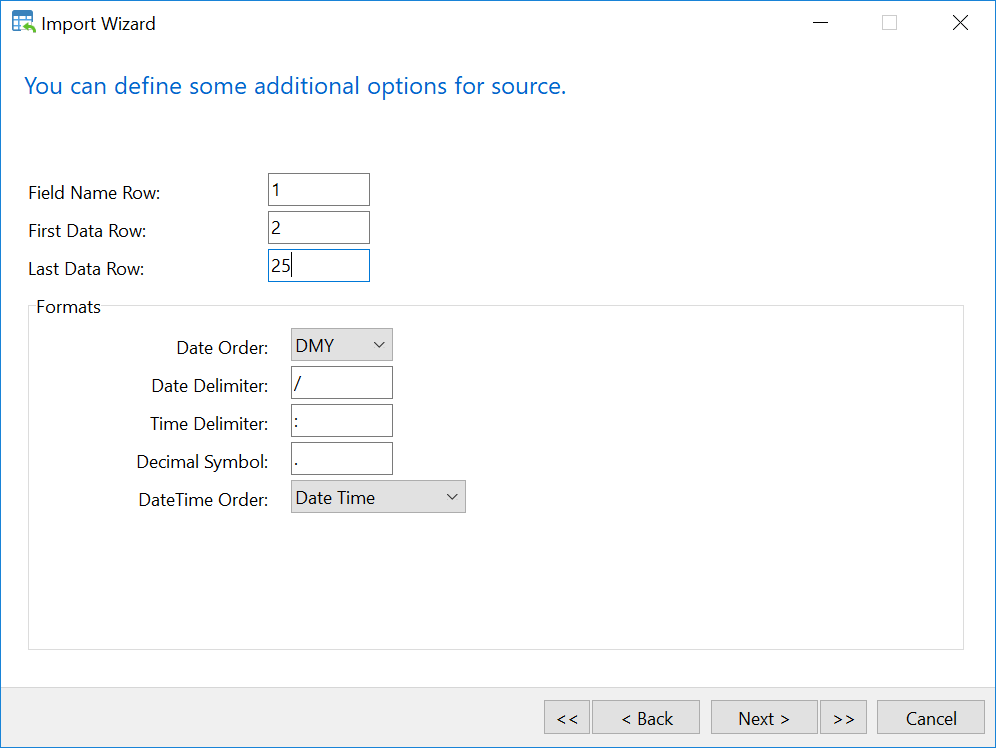 Import Wizard
You can define some additional options for source.
Field Name Row: 1
First Data Row: 2
Last Data Row: 25
Formats
Date Order: DMY
Date Delimiter: /
Time Delimiter: :
Decimal Symbol: .
DateTime Order: Date Time
<< < Back Next > >> Cancel